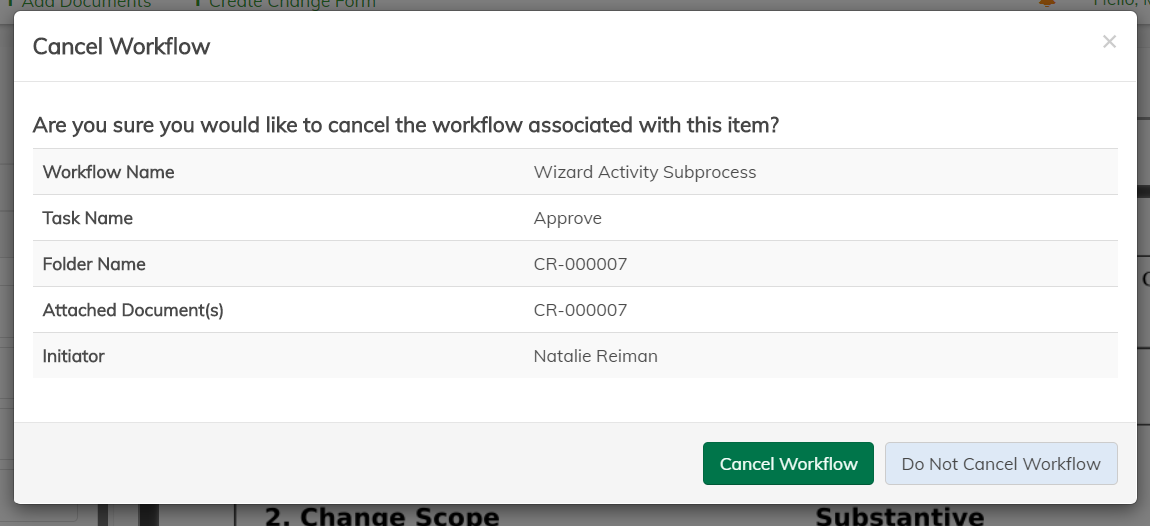 Add Documents Create Change Form Hello,
Cancel Workflow ×
Are you sure you would like to cancel the workflow associated with this item?
Workflow Name Wizard Activity Subprocess
Task Name Approve
Folder Name CR-000007
Attached Document(s) CR-000007
Initiator Natalie Reiman
Cancel Workflow Do Not Cancel Workflow
2. Change Scope Substantive